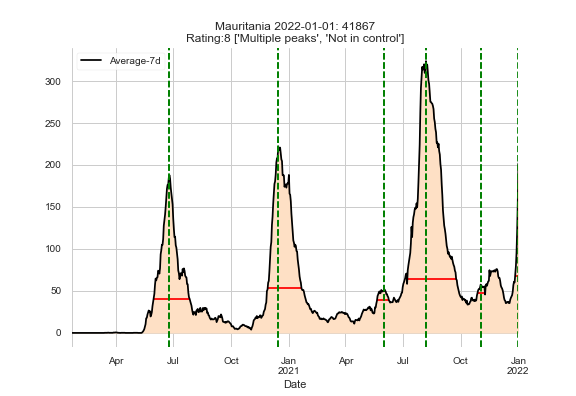 Mauritania 2022-01-01: 41867
Rating:8 ['Multiple peaks', 'Not in control']
Average-7d
300
250
200
150
100
50
0
Apr
Jul
Oct
Jan
2021
Apr
Jul
Oct
Jan
2022
Date